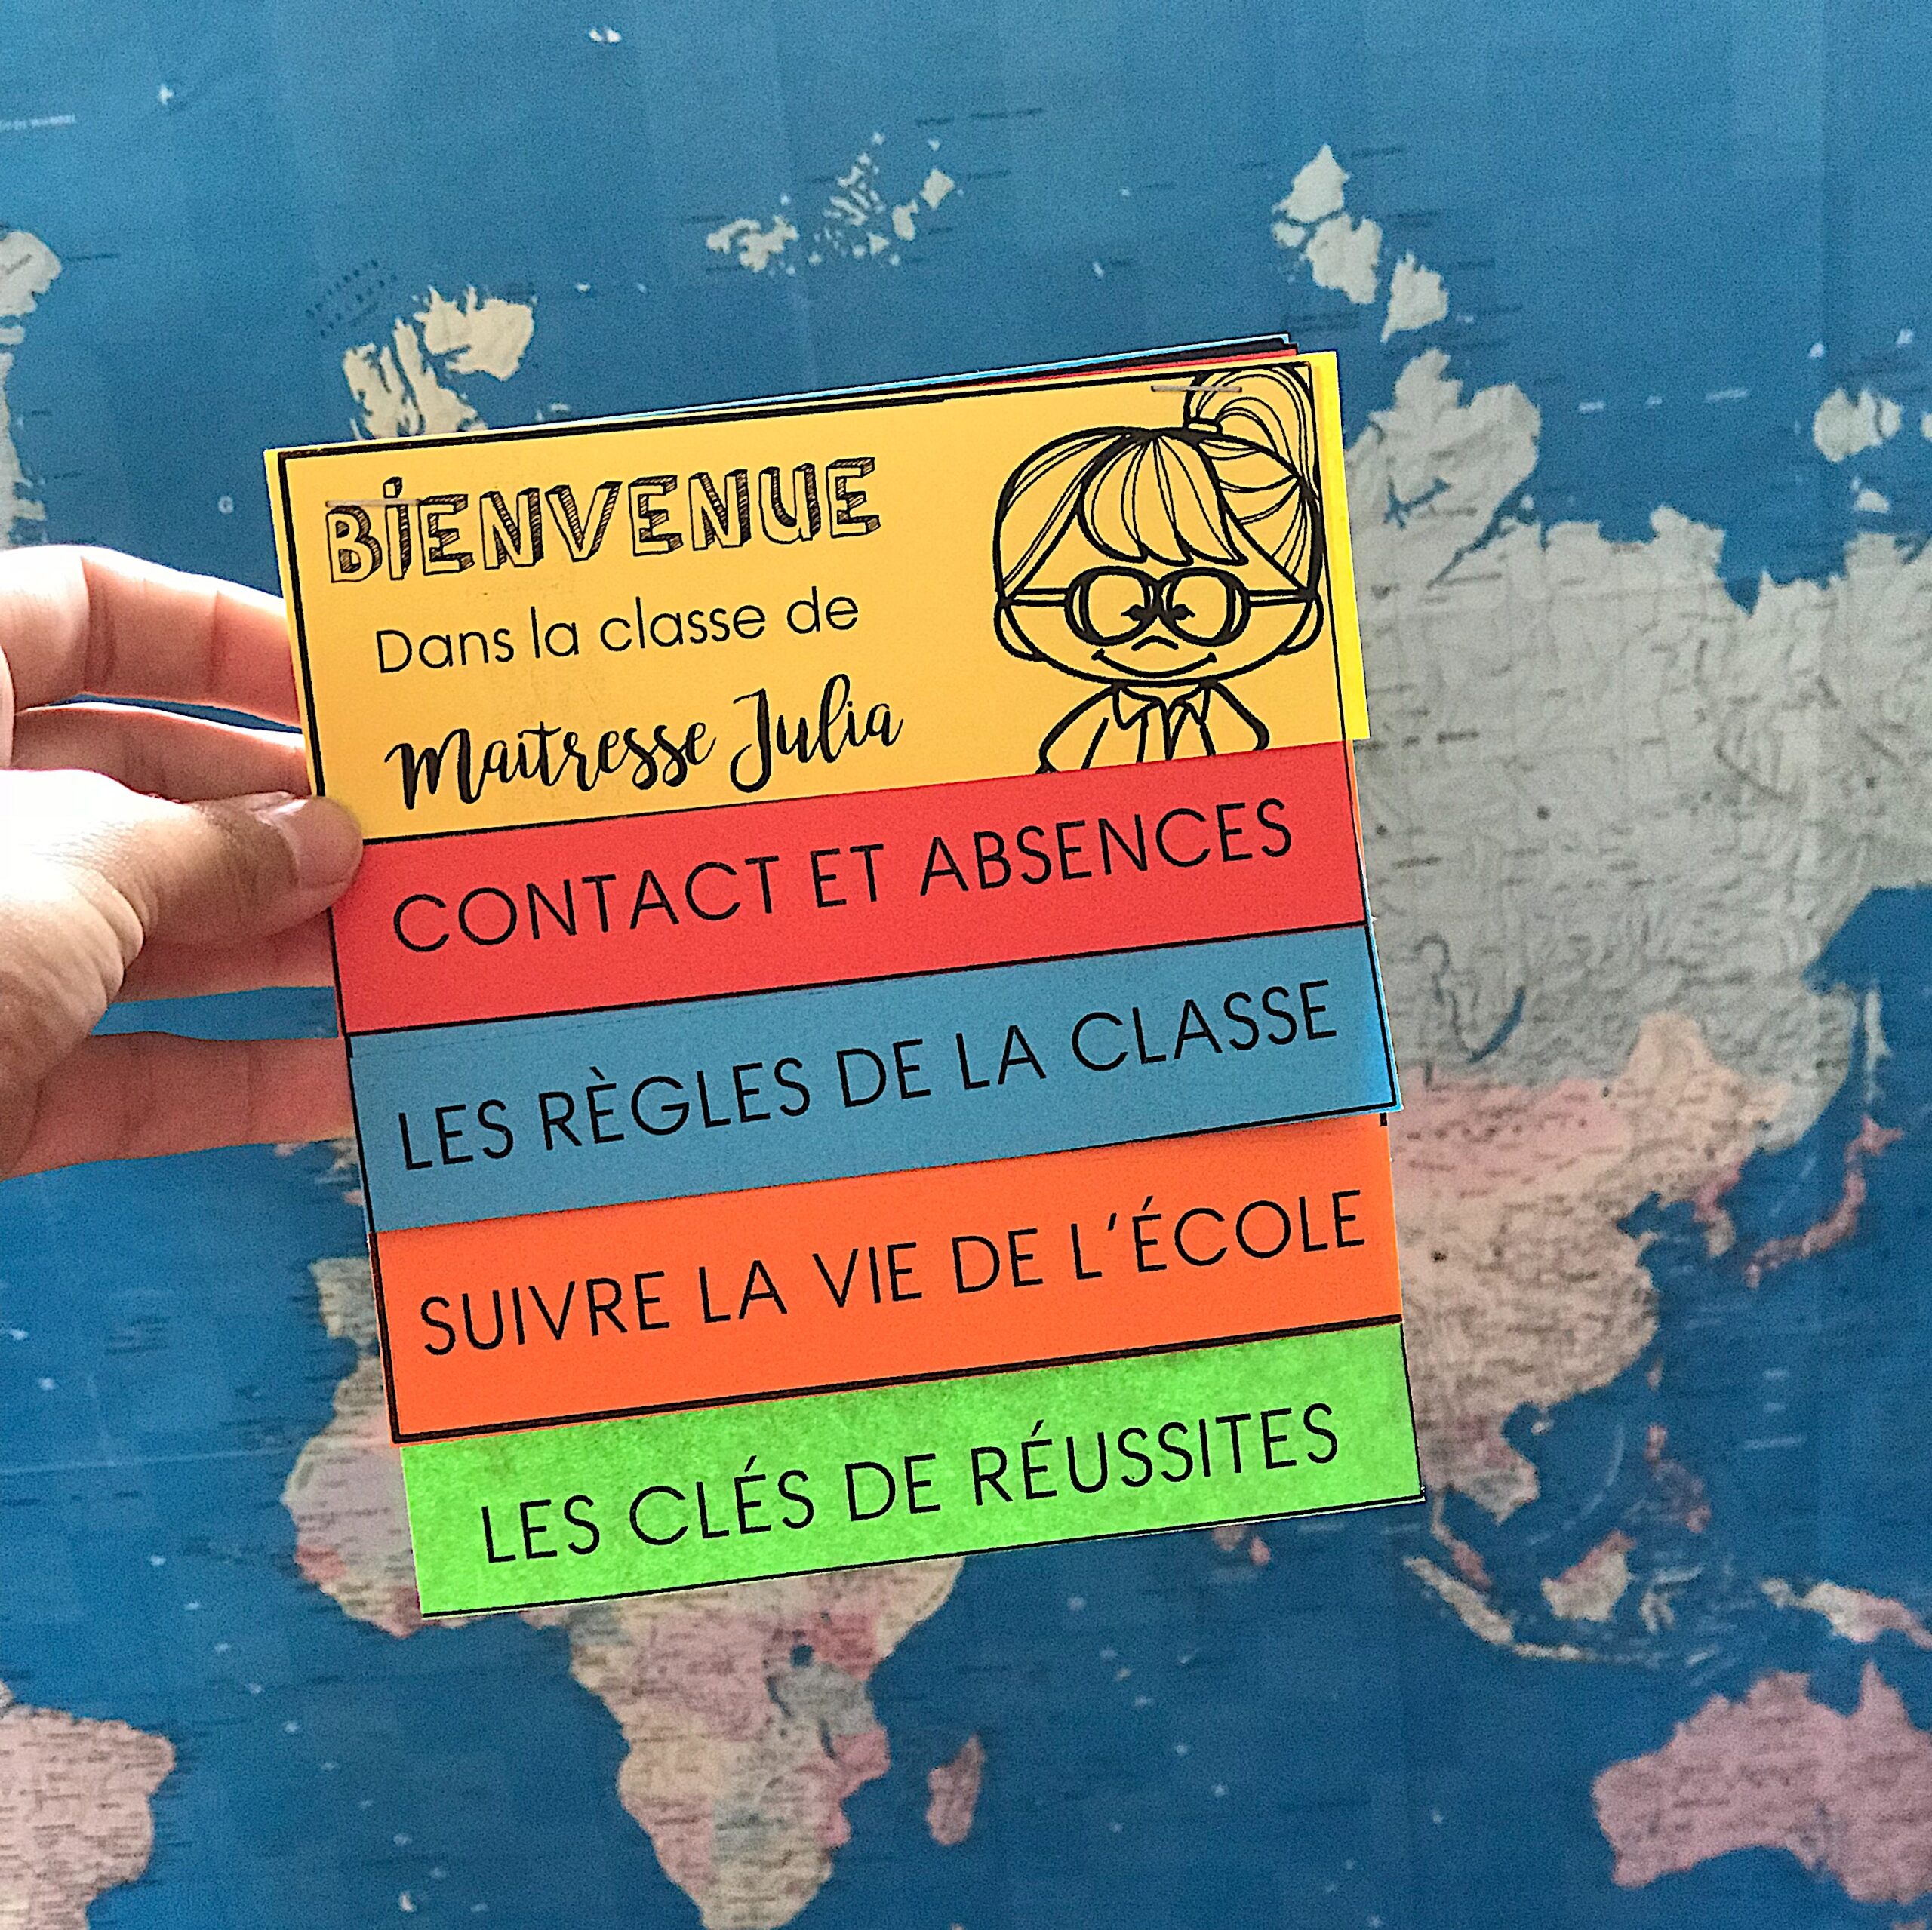 BiENVENUE
Dans la classe de
Maitresse Julia
CONTACT ET ABSENCES
LES RÈGLES DE LA CLASSE
SUIVRE LA VIE DE L'ÉCOLE
LES CLÉS DE RÉUSSITES